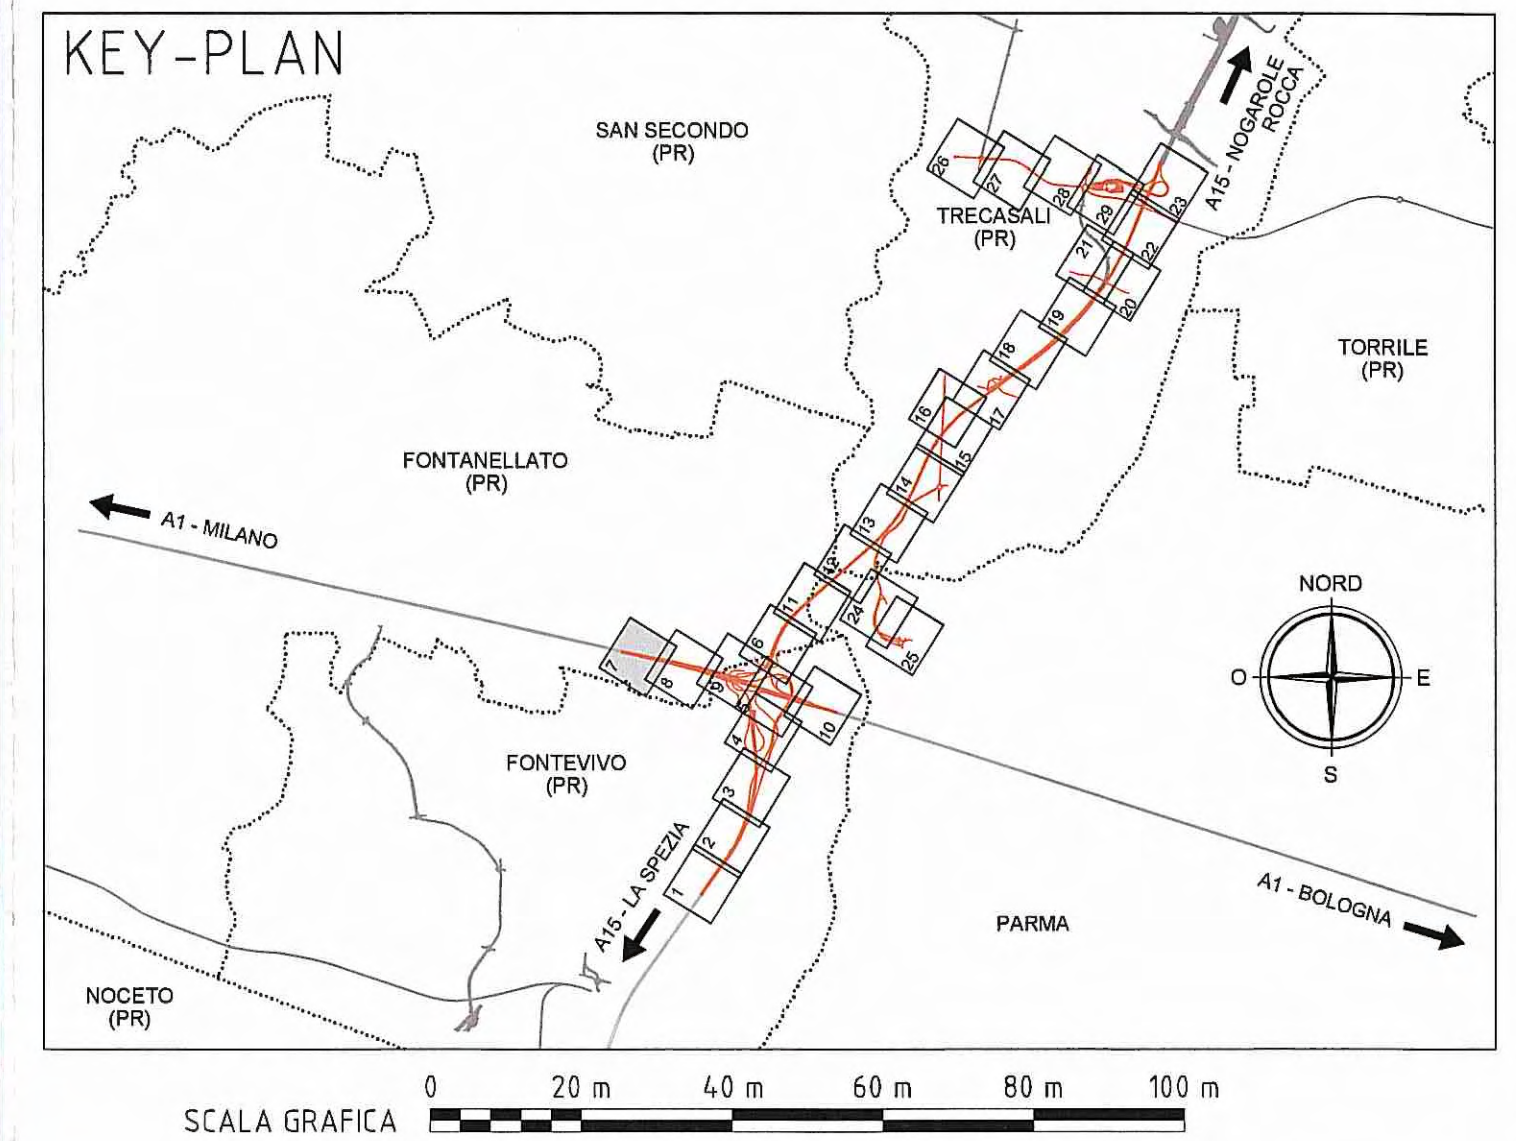 KEY-PLAN
SAN SECONDO
(PR)
A15 - NOGAROLE
ROCCA
26
27
28
29
23
TRECASALI
(PR)
22
21
20
19
TORRILE
(PR)
18
17
16
15
14
13
12
FONTANELLATO
(PR)
A1 - MILANO
NORD
O
E
S
11
24
25
6
7
8
9
5
10
4
3
2
1
FONTEVIVO
(PR)
A15 - LA SPEZIA
A1 - BOLOGNA
PARMA
NOCETO
(PR)
0
20 m
40 m
60 m
80 m
100 m
SCALA GRAFICA